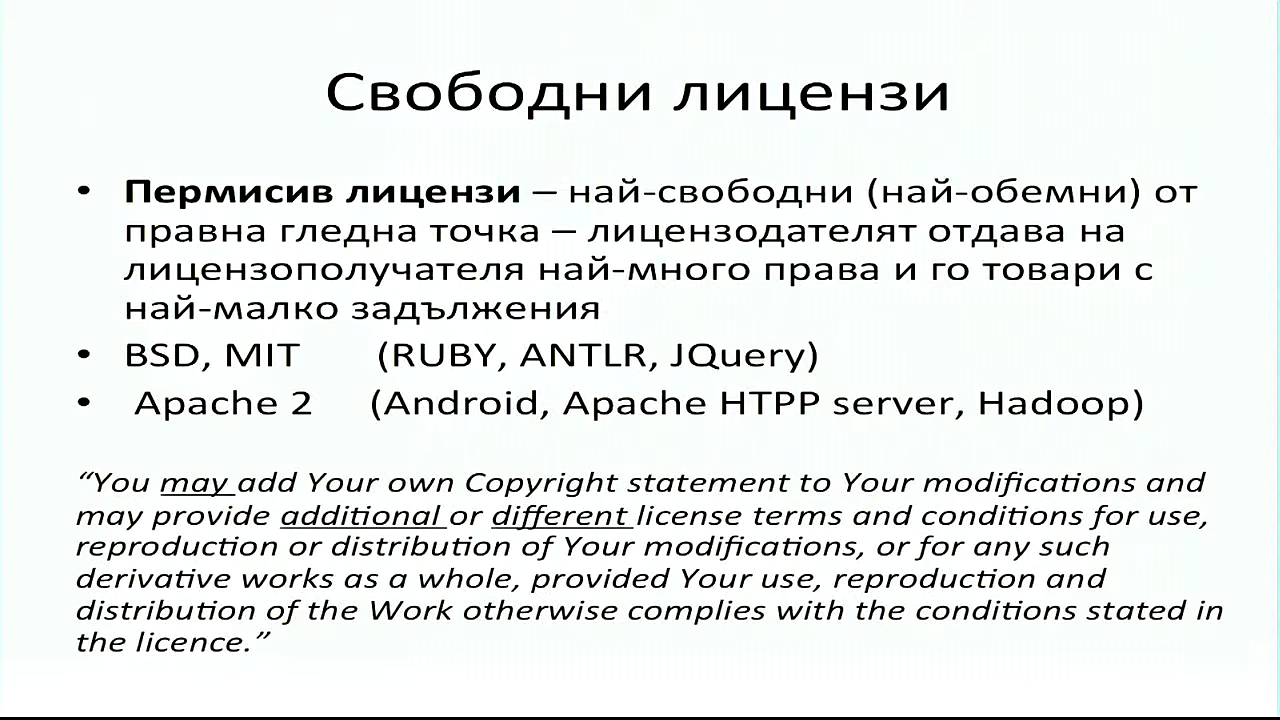 Свободни лицензи
• Пермисив лицензи – най-свободни (най-обемни) от
правна гледна точка – лицензодателят отдава на
лицензополучателя най-много права и го товари с
най-малко задължения
• BSD, MIT (RUBY, ANTLR, JQuery)
• Apache 2 (Android, Apache HTPP server, Hadoop)
“You may add Your own Copyright statement to Your modifications and
may provide additional or different license terms and conditions for use,
reproduction or distribution of Your modifications, or for any such
derivative works as a whole, provided Your use, reproduction and
distribution of the Work otherwise complies with the conditions stated in
the licence.”